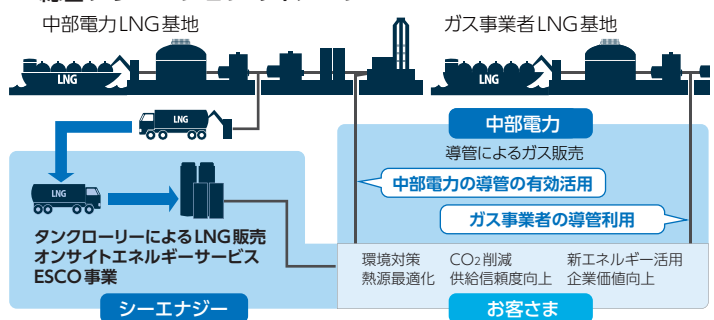 中部電力LNG基地
ガス事業者LNG基地
LNG
LNG
LNG
LNG
中部電力
導管によるガス販売
中部電力の導管の有効活用
ガス事業者の導管利用
タンクローリーによるLNG販売
オンサイトエネルギーサービス
ESCO事業
環境対策 CO₂削減 新エネルギー活用
熱源最適化 供給信頼度向上 企業価値向上
シーエナジー
お客さま